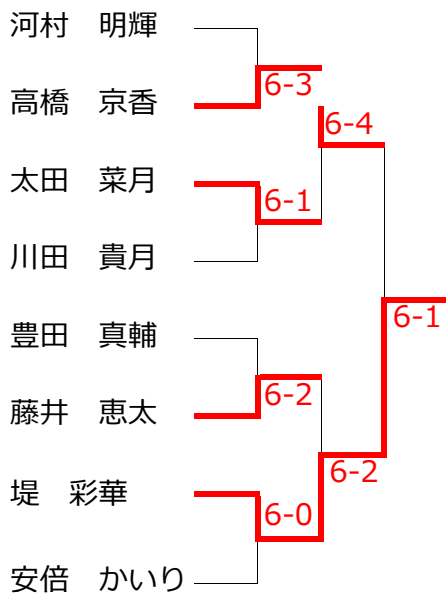 河村　明輝
高橋　京香
6-3
6-4
太田　菜月
6-1
川田　貴月
6-1
豊田　真輔
藤井　恵太
6-2
6-2
堤　彩華
6-0
安倍　かいり